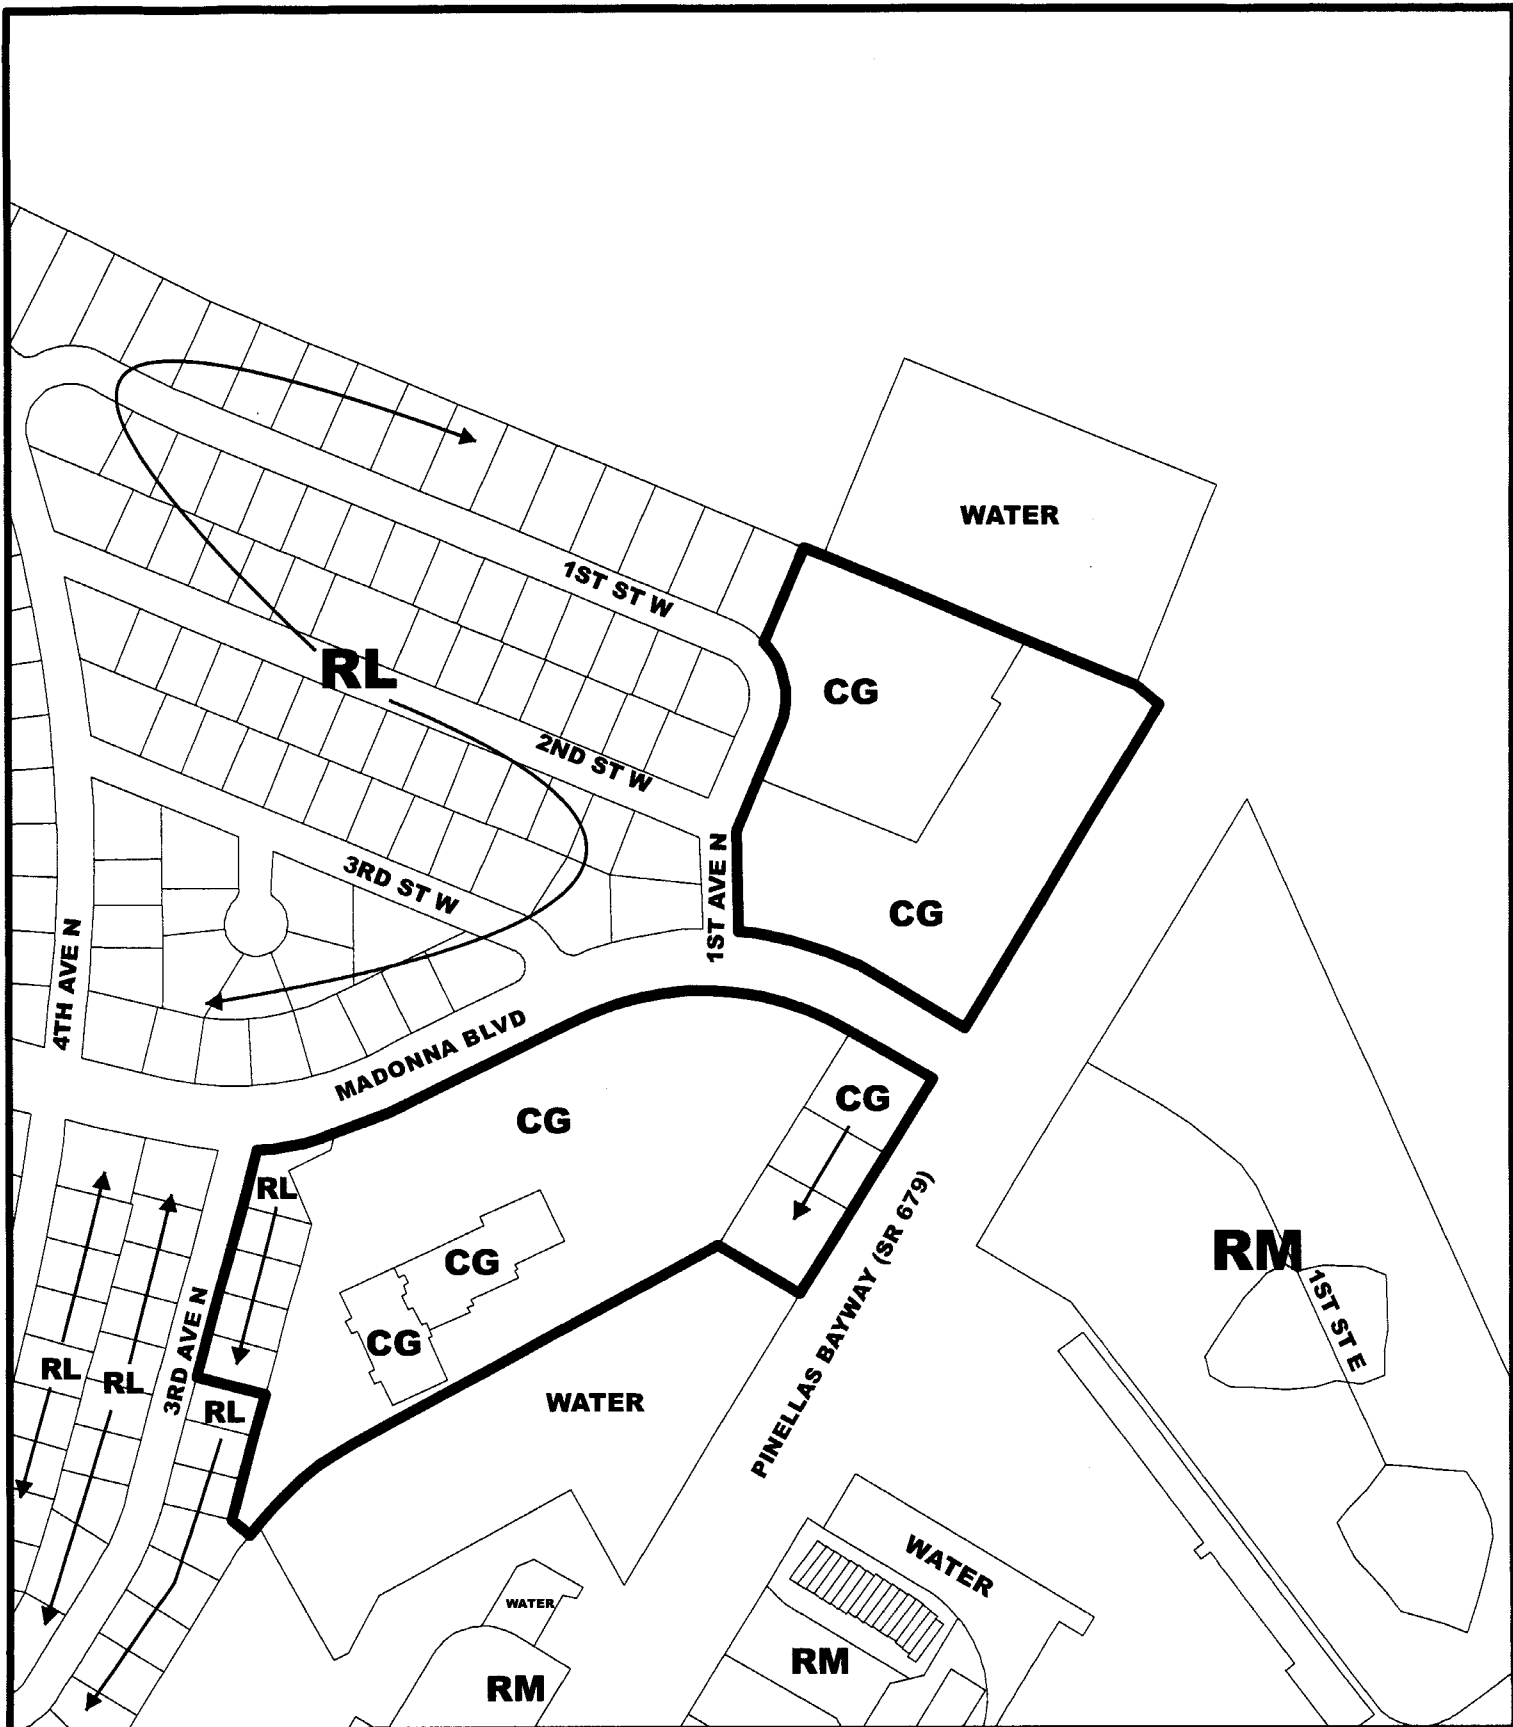 WATER
1ST ST W
RL
CG
2ND ST W
1ST AVE N
3RD ST W
CG
4TH AVE N
MADONNA BLVD
CG
CG
RL
PINELLAS BAYWAY (SR 679)
RM
CG
1ST ST E
CG
3RD AVE N
RL
RL
RL
WATER
WATER
WATER
RM
RM